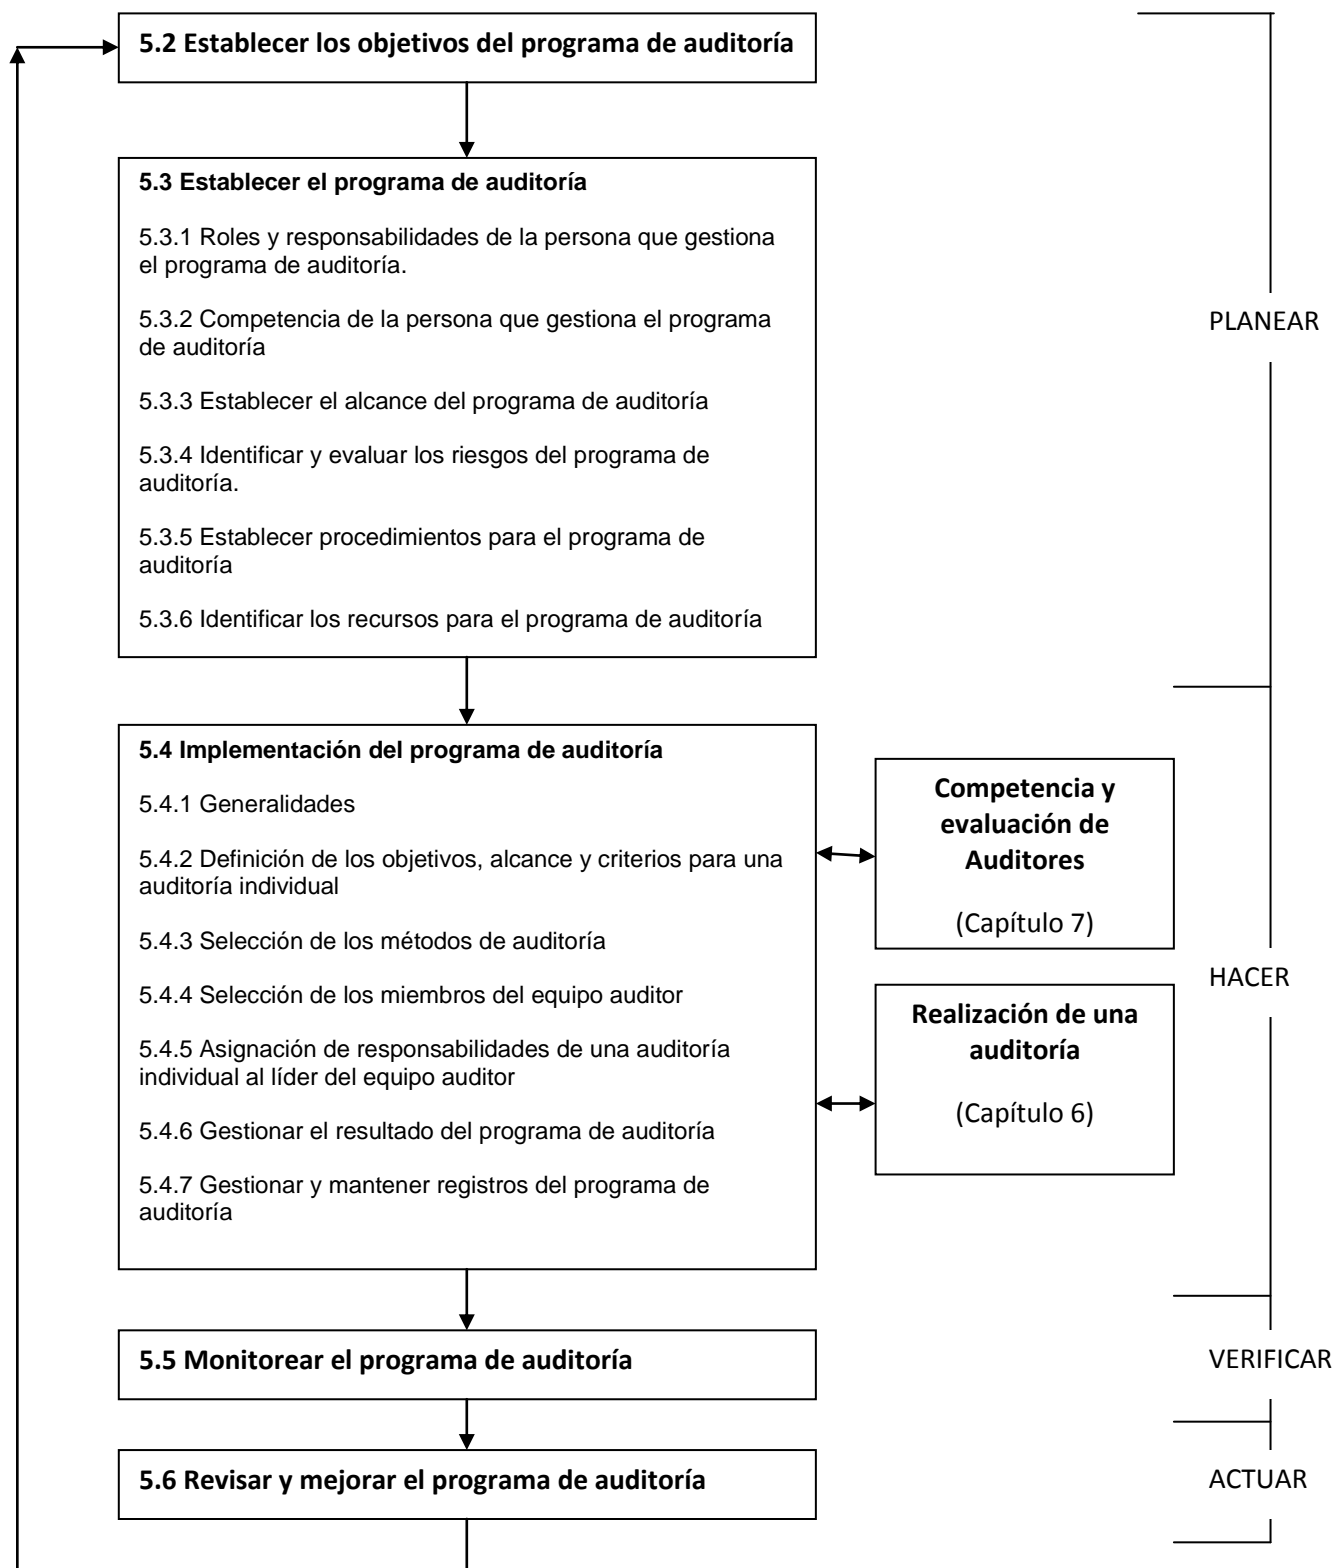 5.2 Establecer los objetivos del programa de auditoría
5.3 Establecer el programa de auditoría
5.3.1 Roles y responsabilidades de la persona que gestiona
el programa de auditoría.
5.3.2 Competencia de la persona que gestiona el programa
de auditoría
5.3.3 Establecer el alcance del programa de auditoría
5.3.4 Identificar y evaluar los riesgos del programa de
auditoría.
5.3.5 Establecer procedimientos para el programa de
auditoría
5.3.6 Identificar los recursos para el programa de auditoría
PLANEAR
5.4 Implementación del programa de auditoría
5.4.1 Generalidades
5.4.2 Definición de los objetivos, alcance y criterios para una
auditoría individual
5.4.3 Selección de los métodos de auditoría
5.4.4 Selección de los miembros del equipo auditor
5.4.5 Asignación de responsabilidades de una auditoría
individual al líder del equipo auditor
5.4.6 Gestionar el resultado del programa de auditoría
5.4.7 Gestionar y mantener registros del programa de
auditoría
Competencia y
evaluación de
Auditores
(Capítulo 7)
Realización de una
auditoría
(Capítulo 6)
HACER
5.5 Monitorear el programa de auditoría
VERIFICAR
5.6 Revisar y mejorar el programa de auditoría
ACTUAR